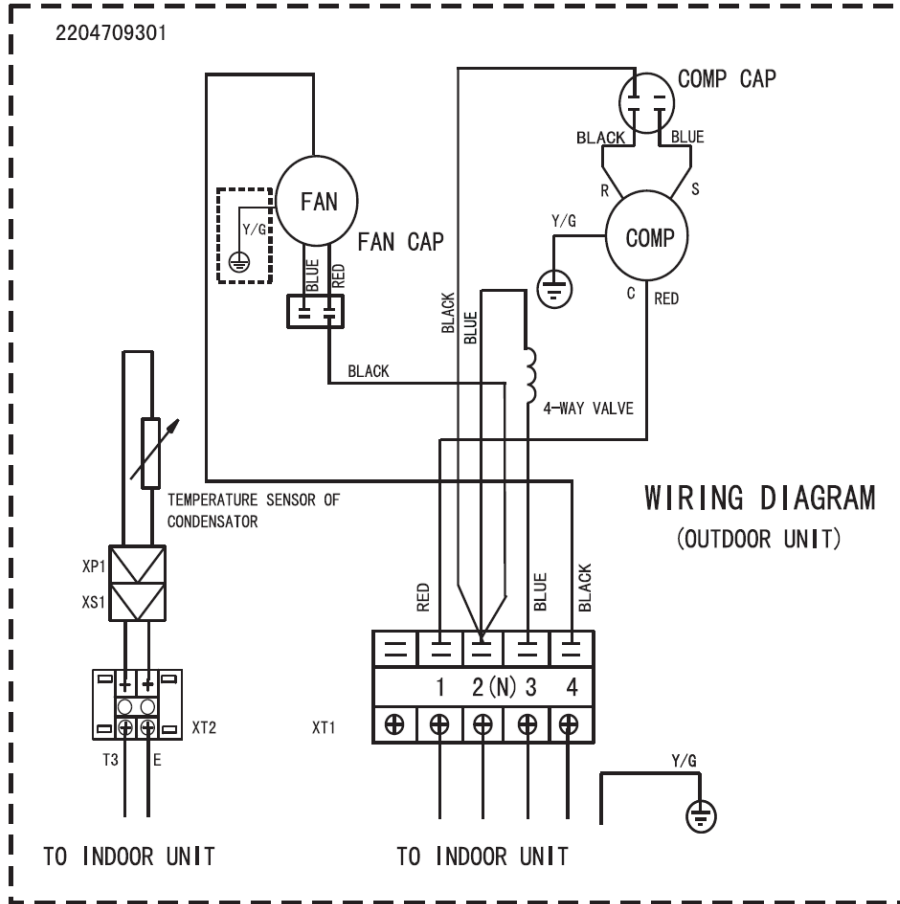 2204709301
COMP CAP
BLACK
BLUE
R
S
FAN
Y/G
FAN CAP
Y/G
COMP
BLUE
RED
C
RED
BLACK
BLUE
BLACK
4-WAY VALVE
TEMPERATURE SENSOR OF
CONDENSATOR
WIRING DIAGRAM
(OUTDOOR UNIT)
XP1
XS1
RED
BLUE
BLACK
1 2(N) 3 4
XT2
XT1
T3
E
Y/G
TO INDOOR UNIT
TO INDOOR UNIT